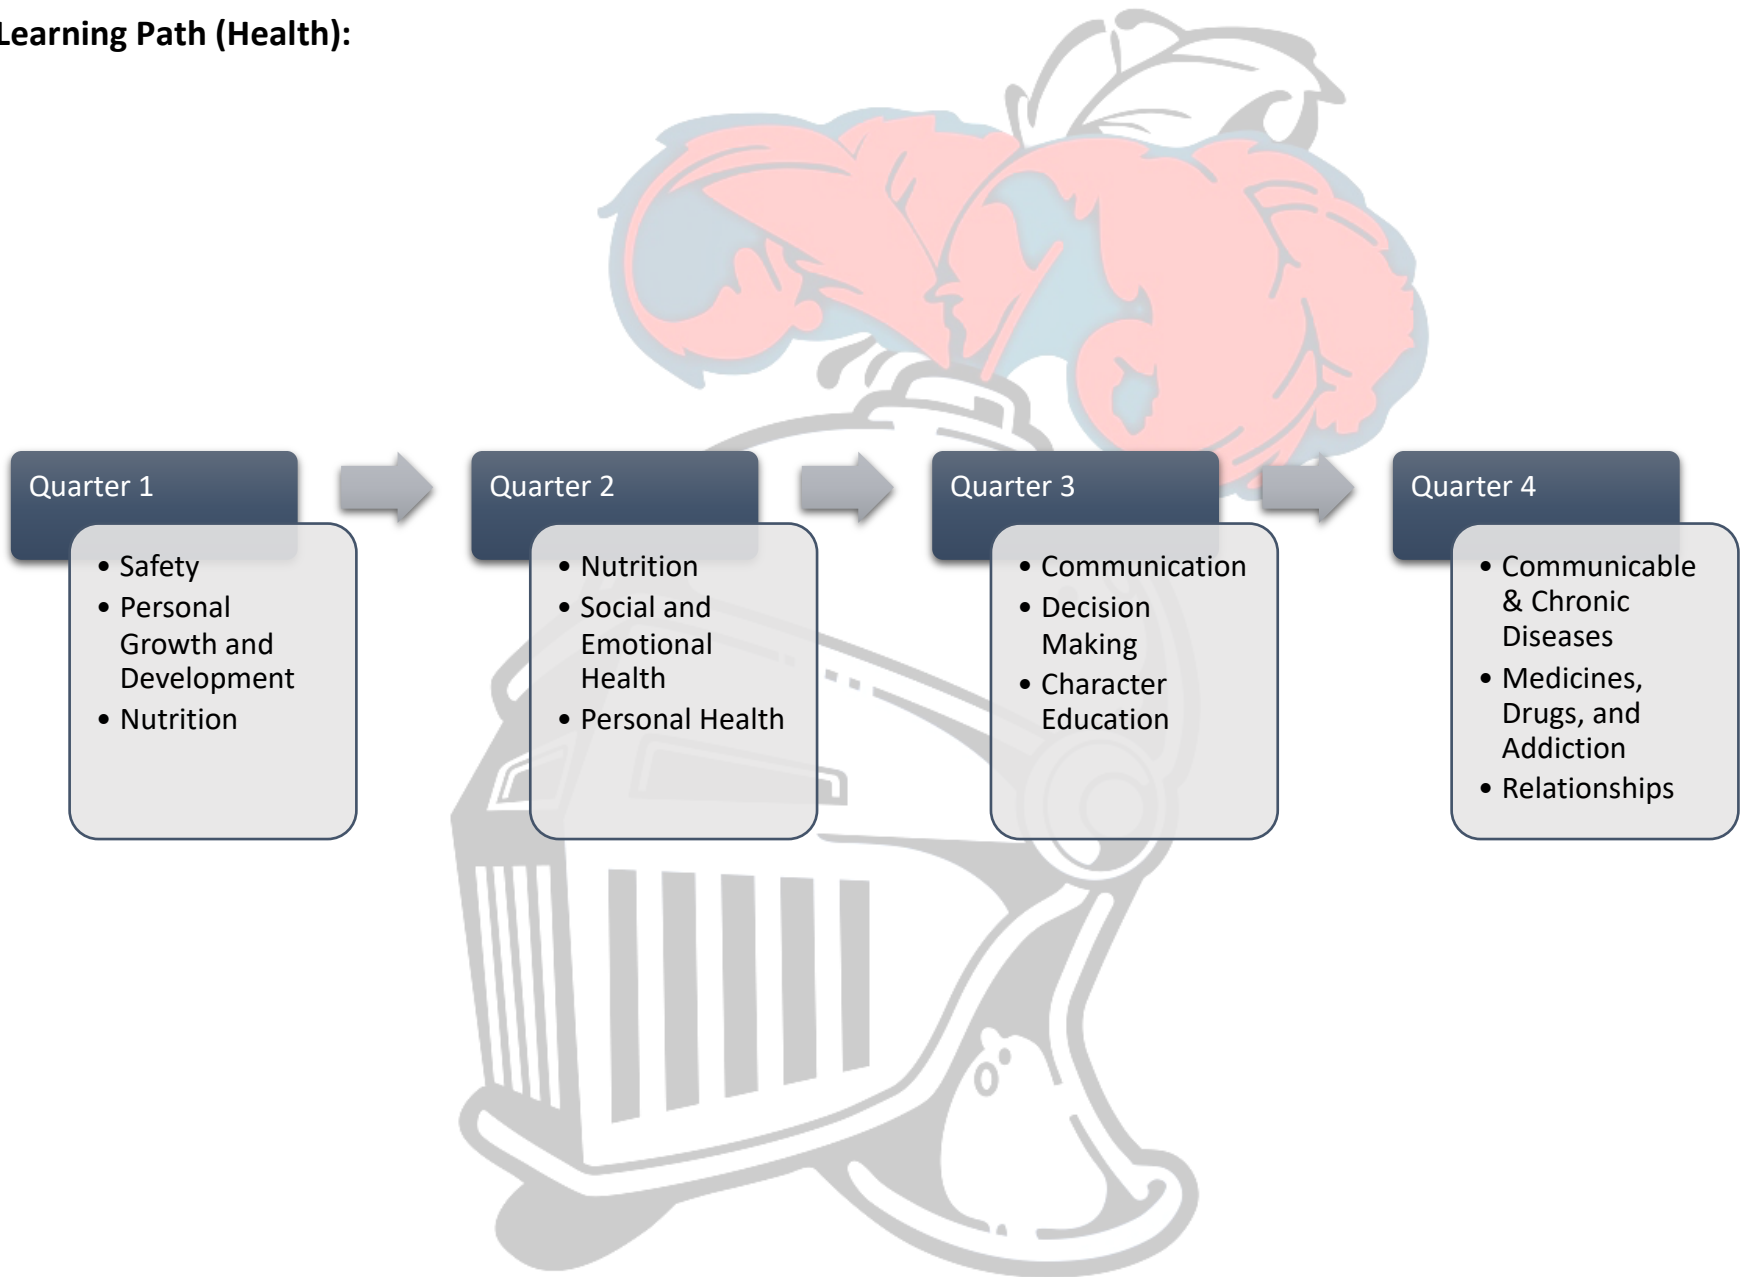 Learning Path (Health):
Quarter 1
• Safety
• Personal
Growth and
Development
• Nutrition
Quarter 2
• Nutrition
• Social and
Emotional
Health
• Personal Health
Quarter 3
• Communication
• Decision
Making
• Character
Education
Quarter 4
• Communicable
& Chronic
Diseases
• Medicines,
Drugs, and
Addiction
• Relationships